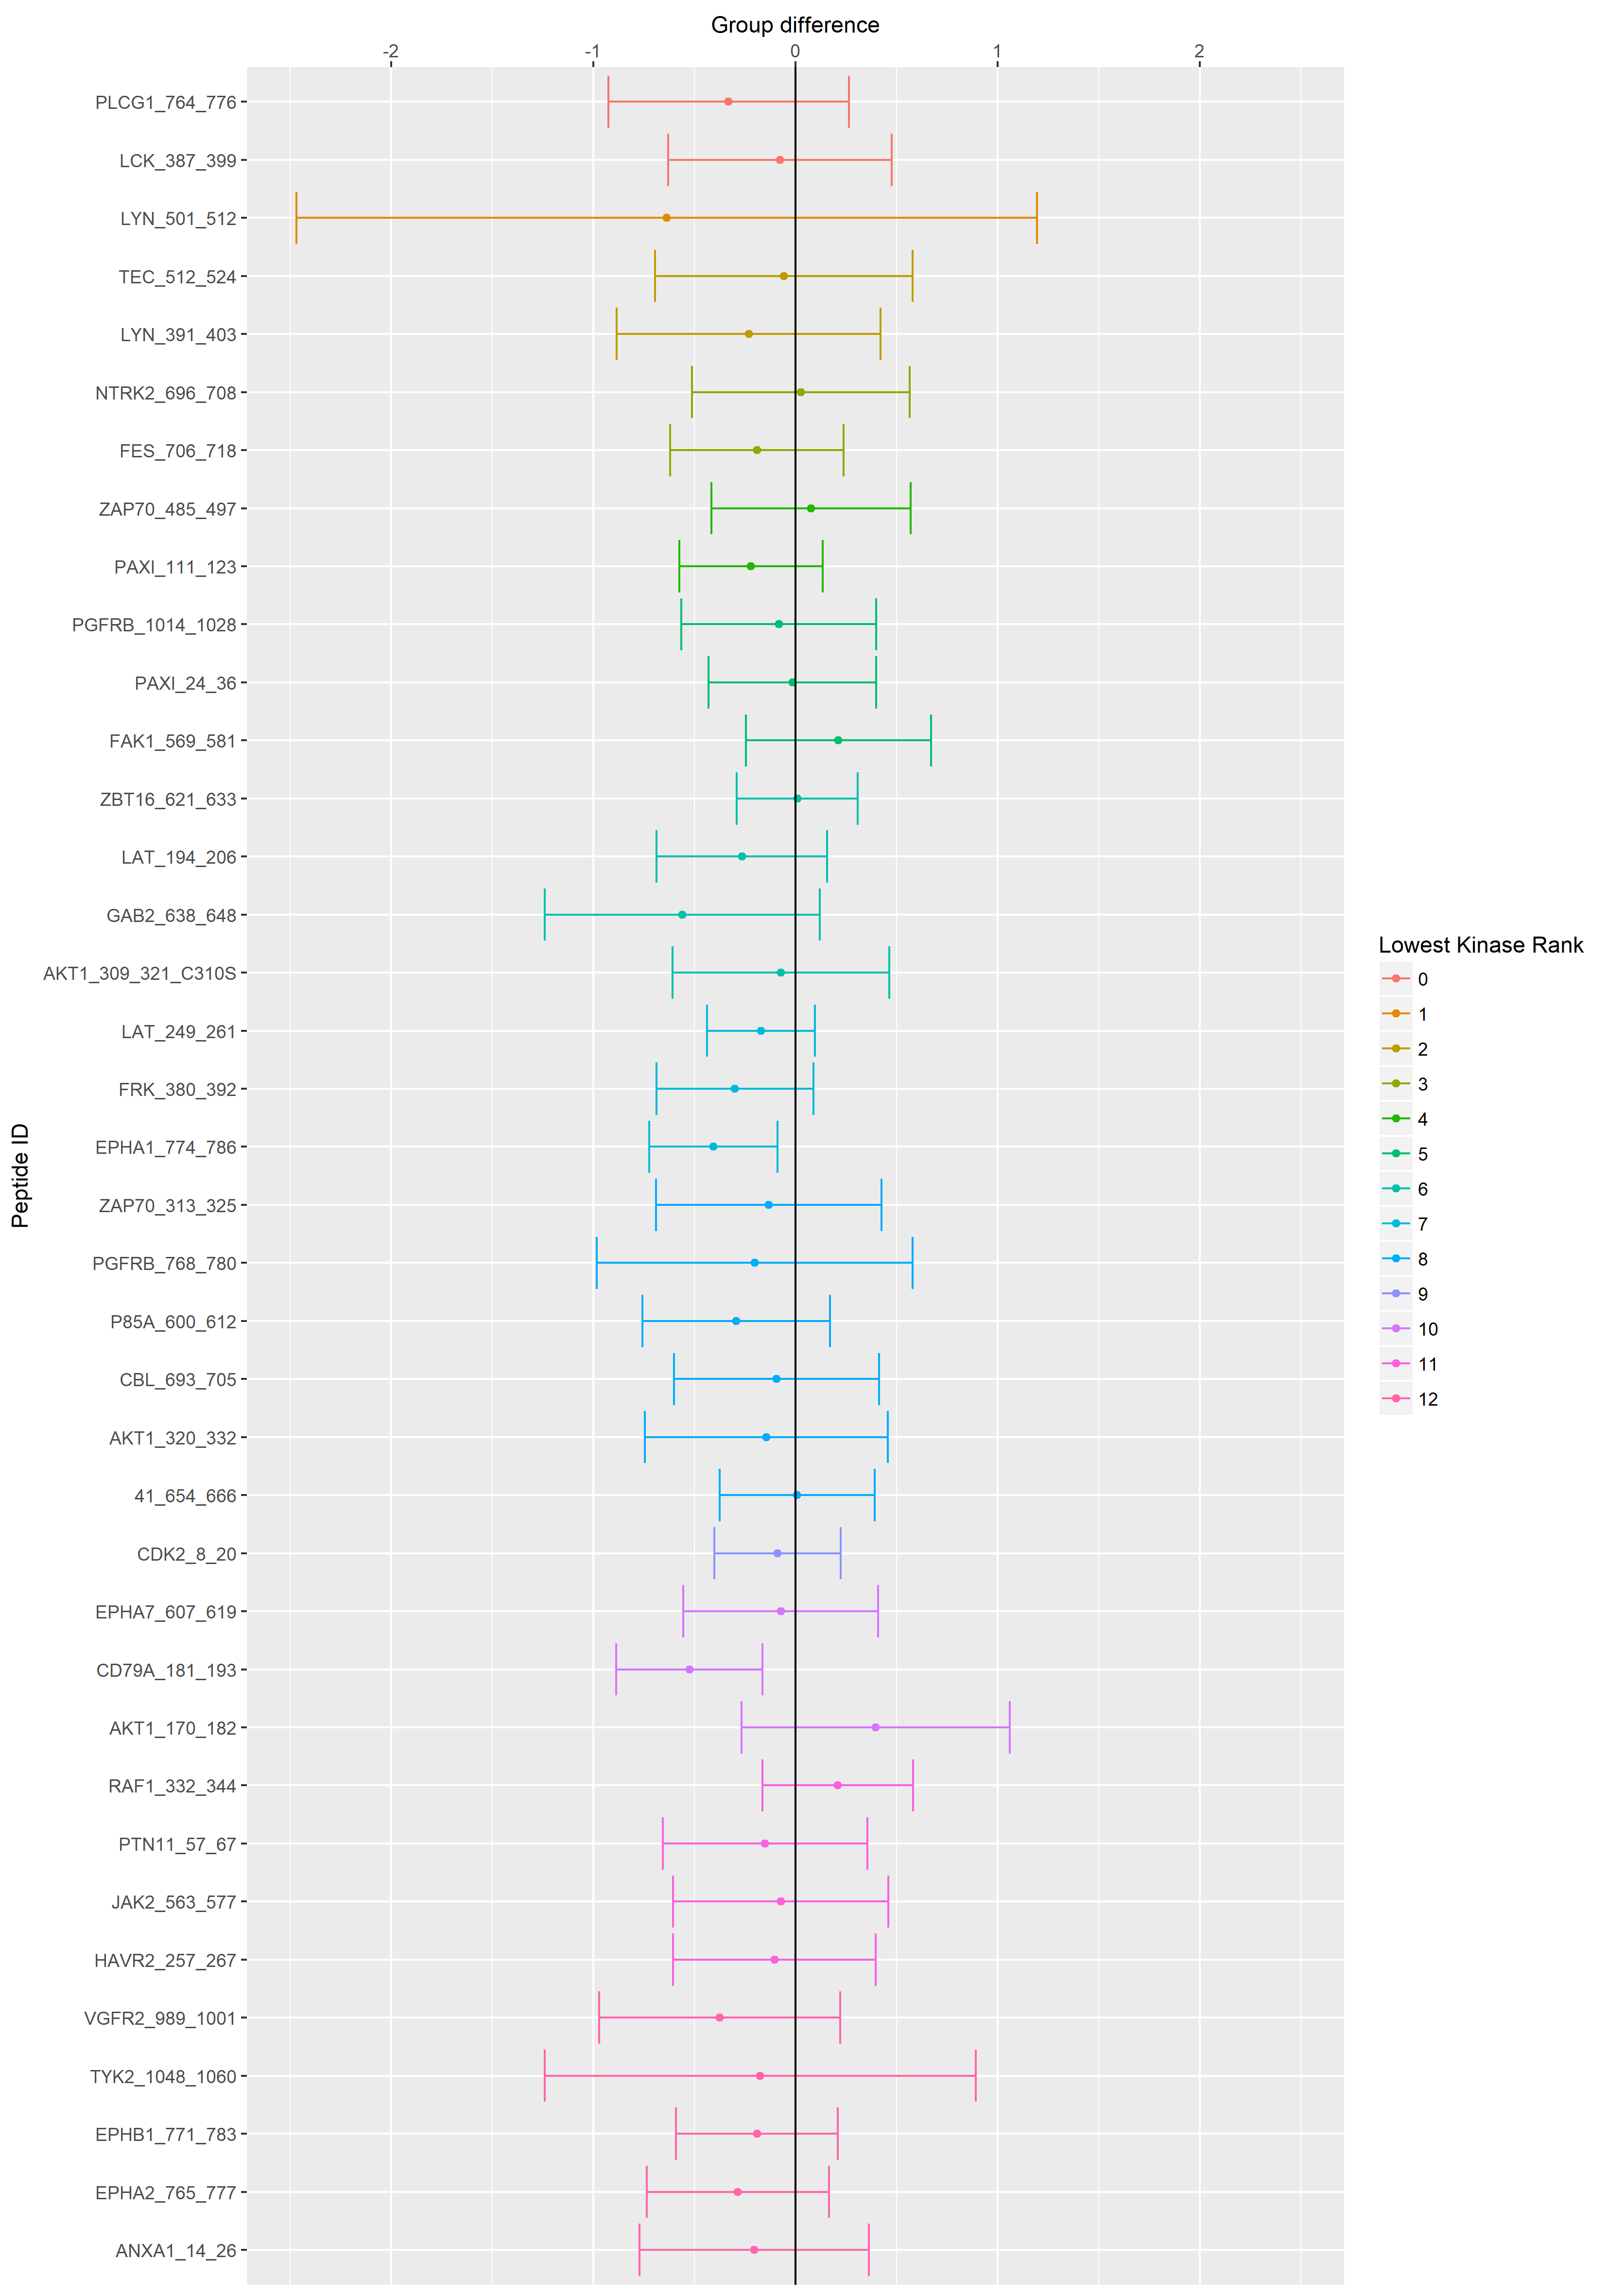 Group difference
-2 -1 0 1 2
PLCG1_764_776
LCK_387_399
LYN_501_512
TEC_512_524
LYN_391_403
NTRK2_696_708
FES_706_718
ZAP70_485_497
PAXI_111_123
PGFRB_1014_1028
PAXI_24_36
FAK1_569_581
ZBT16_621_633
LAT_194_206
GAB2_638_648
AKT1_309_321_C310S
LAT_249_261
FRK_380_392
EPHA1_774_786
ZAP70_313_325
PGFRB_768_780
P85A_600_612
CBL_693_705
AKT1_320_332
41_654_666
CDK2_8_20
EPHA7_607_619
CD79A_181_193
AKT1_170_182
RAF1_332_344
PTN11_57_67
JAK2_563_577
HAVR2_257_267
VGFR2_989_1001
TYK2_1048_1060
EPHB1_771_783
EPHA2_765_777
ANXA1_14_26
Peptide ID
Lowest Kinase Rank
0
1
2
3
4
5
6
7
8
9
10
11
12